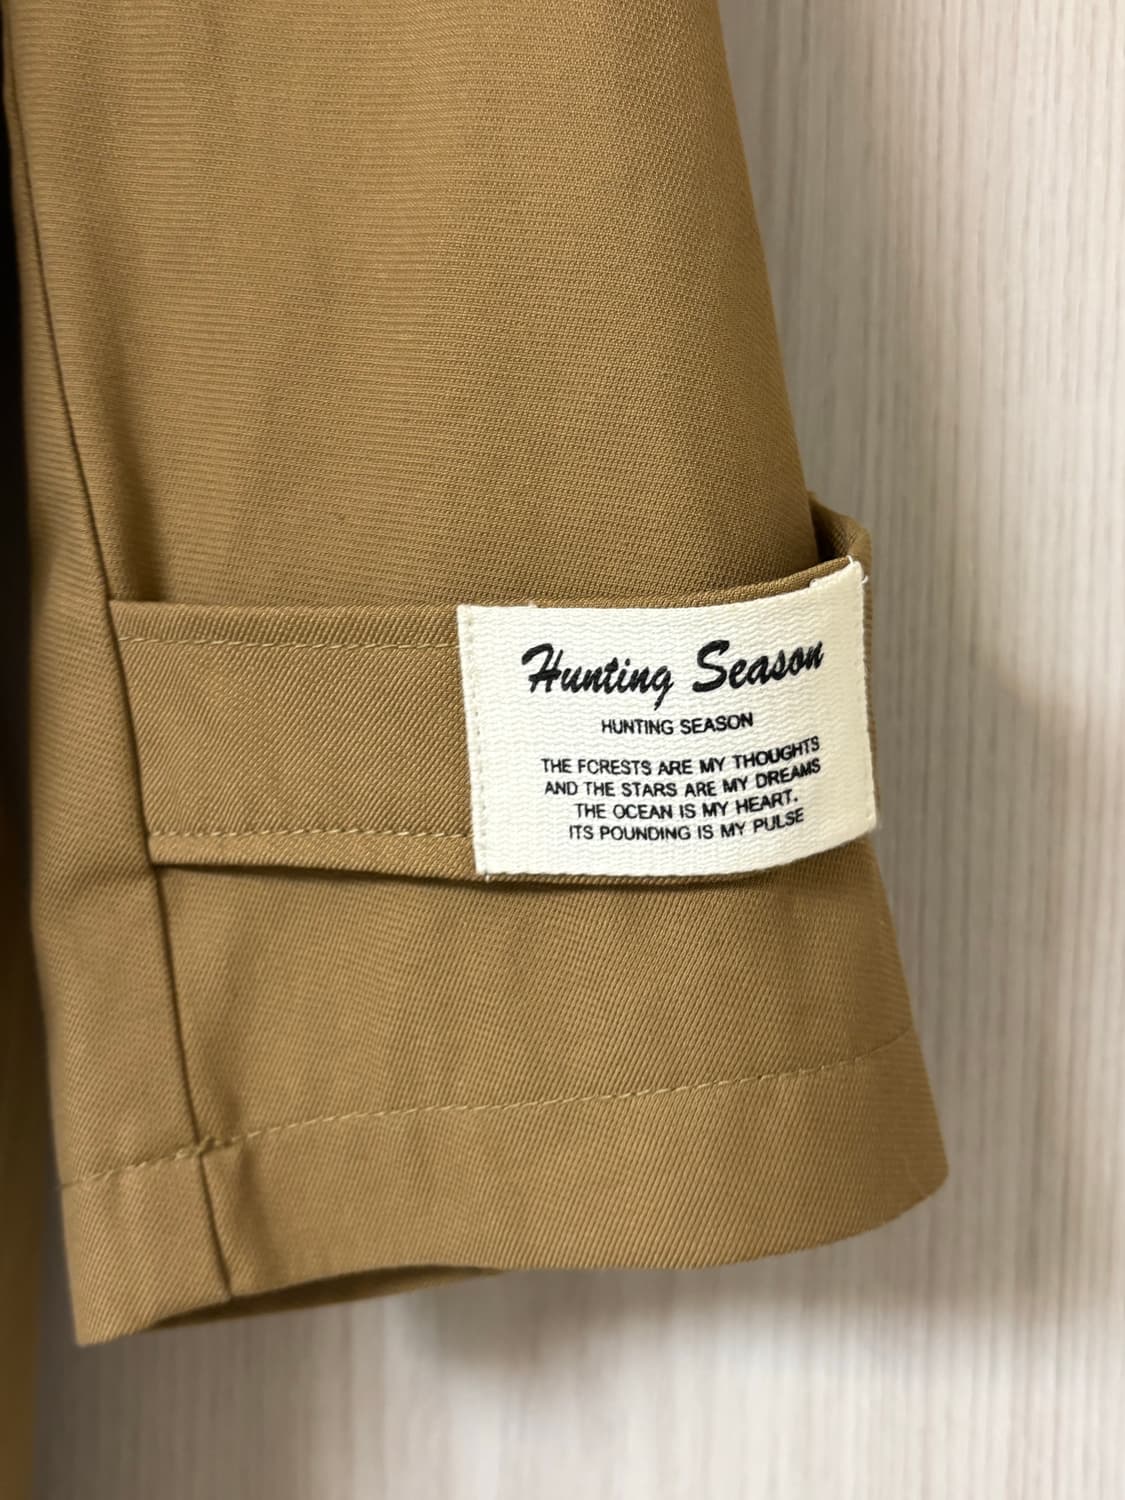 Hunting Season
HUNTING SEASON
THE FCRESTS ARE MY THOUGHTS
AND THE STARS ARE MY DREAMS
THE OCEAN IS MY HEART.
ITS POUNDING IS MY PULSE